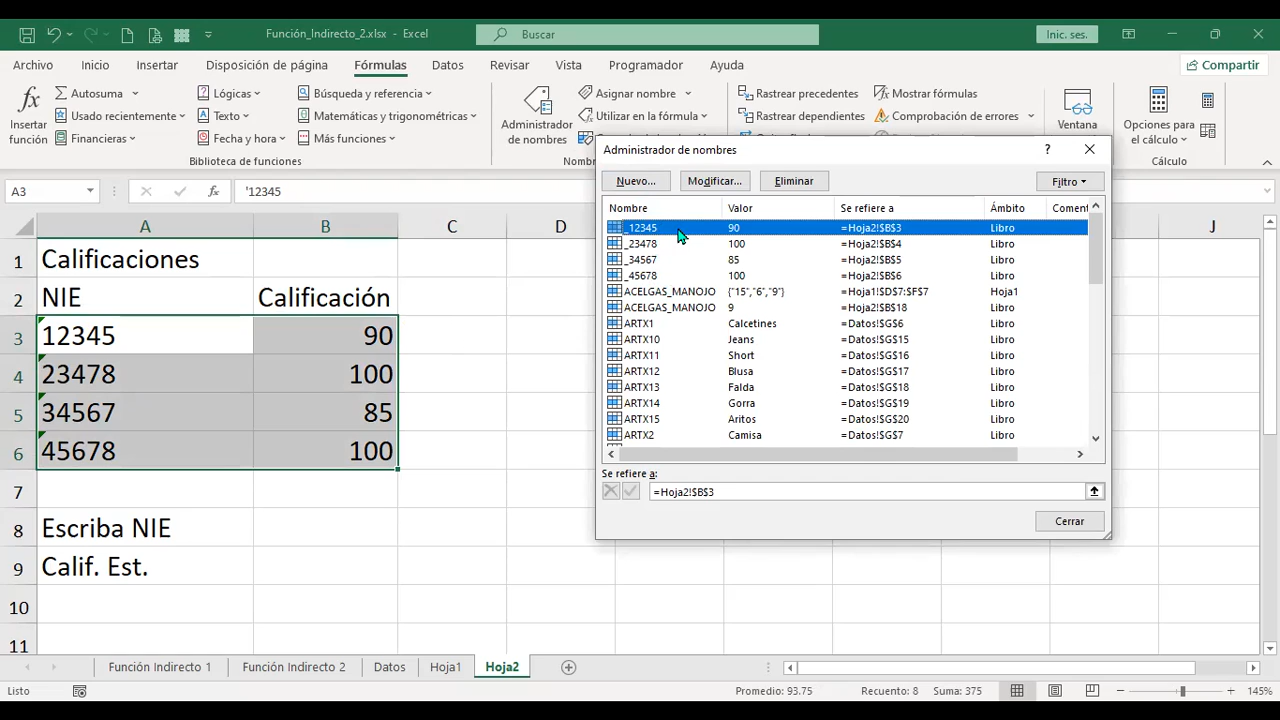 Función_Indirecto_2.xlsx - Excel
Buscar
Inic. ses.
Archivo
Inicio
Insertar
Disposición de página
Fórmulas
Datos
Revisar
Vista
Programador
Ayuda
Compartir
Insertar función
Autosuma
Usado recientemente
Financieras
Lógicas
Texto
Fecha y hora
Búsqueda y referencia
Matemáticas y trigonométricas
Más funciones
Biblioteca de funciones
Administrador de nombres
Asignar nombre
Utilizar en la fórmula
Rastrear precedentes
Rastrear dependientes
Mostrar fórmulas
Comprobación de errores
Ventana
Opciones para el
Cálculo
A3
'12345
A B C D J
1 Calificaciones
2 NIE Calificación
3 12345 90
4 23478 100
5 34567 85
6 45678 100
7
8 Escriba NIE
9 Calif. Est.
10
11
Administrador de nombres
?
Nuevo... Modificar... Eliminar Filtro
Nombre Valor Se refiere a Ámbito Coment
_12345 90 =Hoja2!$B$3 Libro
_23478 100 =Hoja2!$B$4 Libro
_34567 85 =Hoja2!$B$5 Libro
_45678 100 =Hoja2!$B$6 Libro
ACELGAS_MANOJO {"15","6","9"} =Hoja1!$D$7:$F$7 Hoja1
ACELGAS_MANOJO 9 =Hoja2!$B$18 Libro
ARTX1 Calcetines =Datos!$G$6 Libro
ARTX10 Jeans =Datos!$G$15 Libro
ARTX11 Short =Datos!$G$16 Libro
ARTX12 Blusa =Datos!$G$17 Libro
ARTX13 Falda =Datos!$G$18 Libro
ARTX14 Gorra =Datos!$G$19 Libro
ARTX15 Aritos =Datos!$G$20 Libro
ARTX2 Camisa =Datos!$G$7 Libro
Se refiere a:
=Hoja2!$B$3
Cerrar
Función Indirecto 1
Función Indirecto 2
Datos
Hoja1
Hoja2
Listo
Promedio: 93.75
Recuento: 8
Suma: 375
145%